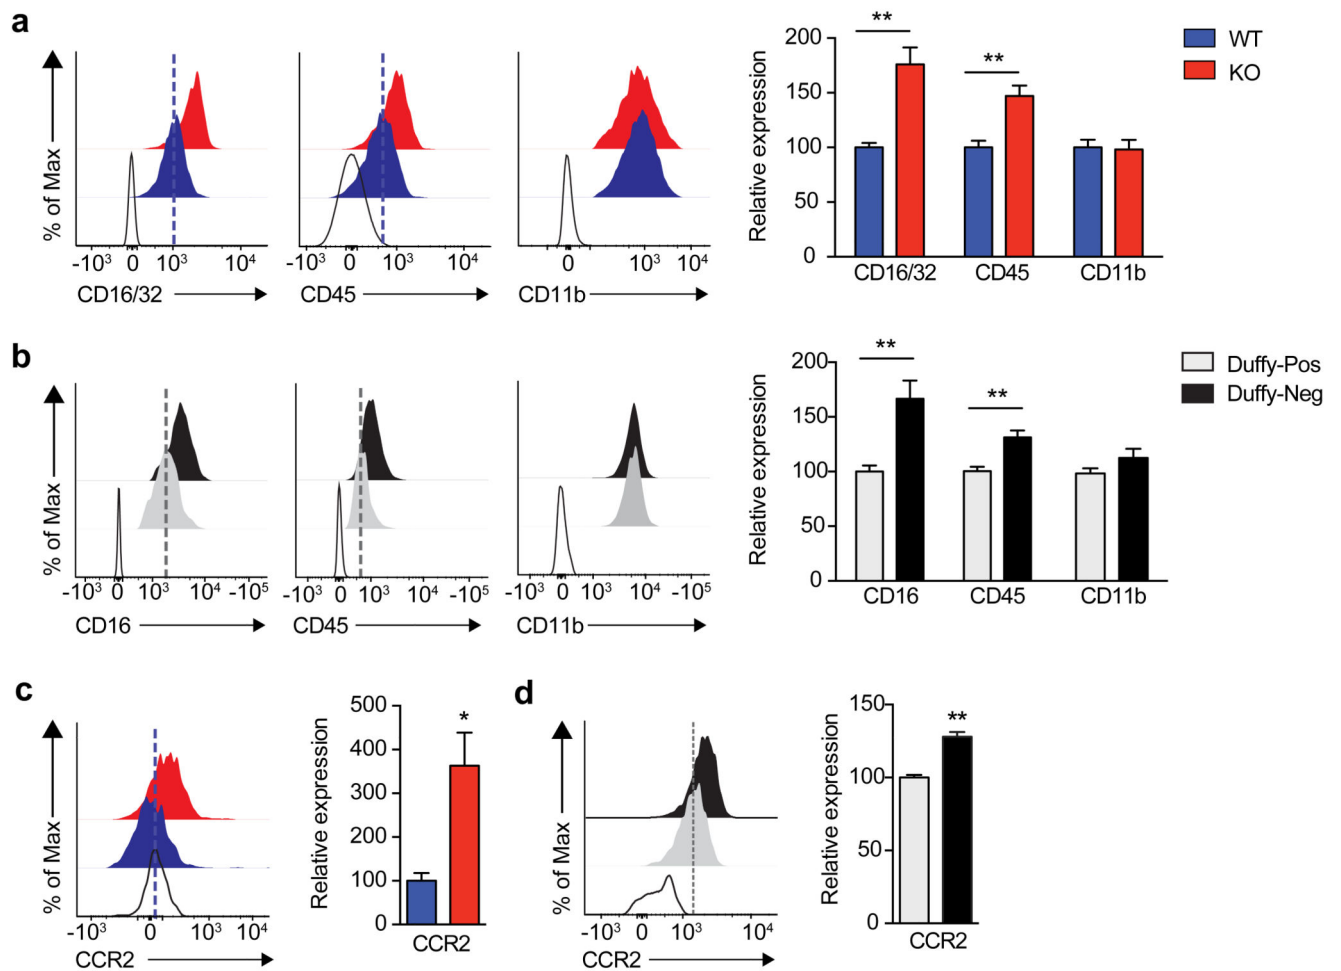 a
% of Max
-10³ 0 10³ 10⁴
CD16/32
-10³ 0 10³ 10⁴
CD45
0 10³ 10⁴
CD11b
Relative expression
200
150
100
50
0
** **
CD16/32 CD45 CD11b
WT
KO
b
% of Max
-10³ 0 10³ 10⁴ -10⁵
CD16
-10³ 0 10³ -10⁵
CD45
-10³ 0 10³ 10⁴ -10⁵
CD11b
Relative expression
200
150
100
50
0
** **
CD16 CD45 CD11b
Duffy-Pos
Duffy-Neg
c
% of Max
-10³ 0 10³ 10⁴
CCR2
Relative expression
500
400
300
200
100
0
*
CCR2
d
% of Max
-10³ 0 10³ 10⁴
CCR2
Relative expression
150
100
50
0
**
CCR2